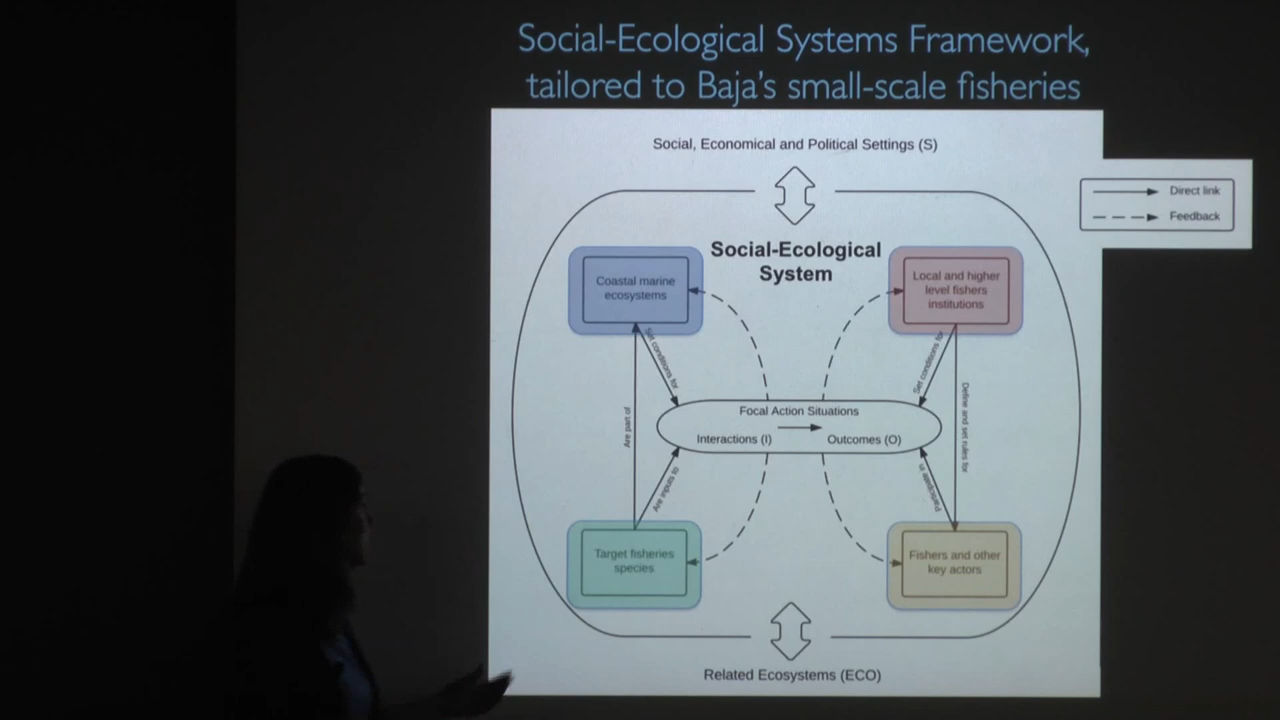 Social-Ecological Systems Framework,
tailored to Baja's small-scale fisheries
Social, Economical and Political Settings (S)
Direct link
Feedback
Social-Ecological
System
Coastal marine
ecosystems
Local and higher
level fishers
institutions
Set conditions for
Set conditions for
Are part of
Define and set rules for
Focal Action Situations
Interactions (I)
Outcomes (O)
Are inputs to
Participate in
Target fisheries
species
Fishers and other
key actors
Related Ecosystems (ECO)